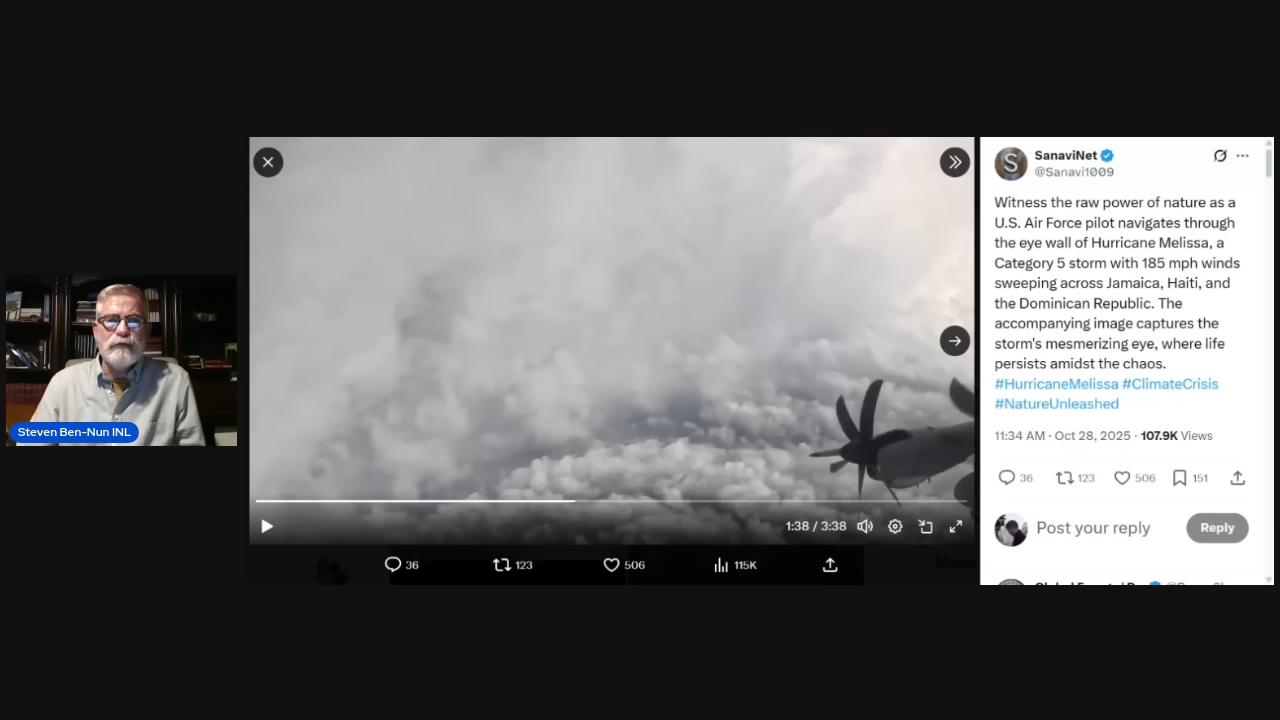 S
SanaviNet
@Sanavi1009
Witness the raw power of nature as a
U.S. Air Force pilot navigates through
the eye wall of Hurricane Melissa, a
Category 5 storm with 185 mph winds
sweeping across Jamaica, Haiti, and
the Dominican Republic. The
accompanying image captures the
storm's mesmerizing eye, where life
persists amidst the chaos.
#HurricaneMelissa #ClimateCrisis
#NatureUnleashed
11:34 AM · Oct 28, 2025 · 107.9K Views
36 123 506 151
Post your reply
Reply
Steven Ben-Nun INL
1:38 / 3:38
36 123 506 115K